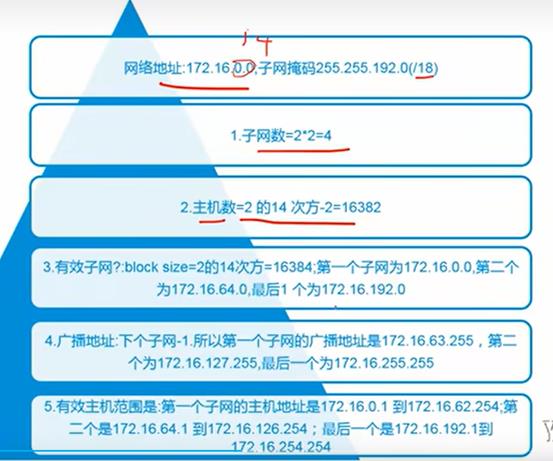 14
网络地址:172.16.0.0;子网掩码255.255.192.0(/18)
1.子网数=2*2=4
2.主机数=2 的14 次方-2=16382
3.有效子网?:block size=2的14次方=16384;第一个子网为172.16.0.0,第二个
为172.16.64.0,最后1 个为172.16.192.0
4.广播地址:下个子网-1.所以第一个子网的广播地址是172.16.63.255，第二
个为172.16.127.255,最后一个为172.16.255.255
5.有效主机范围是:第一个子网的主机地址是172.16.0.1 到172.16.62.254;第
二个是172.16.64.1 到172.16.126.254；最后一个是172.16.192.1到
172.16.254.254